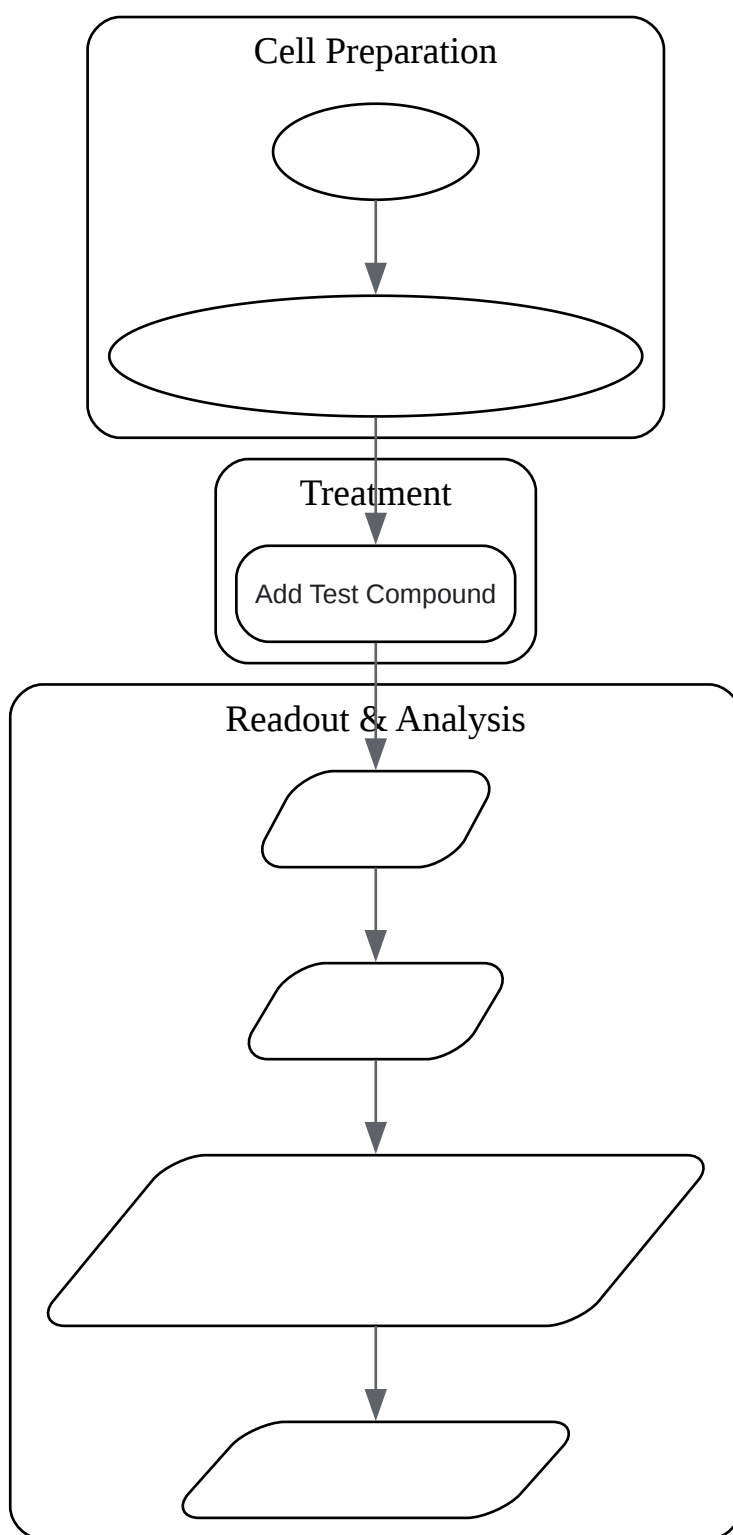 Cell Preparation
Treatment
Add Test Compound
Readout & Analysis